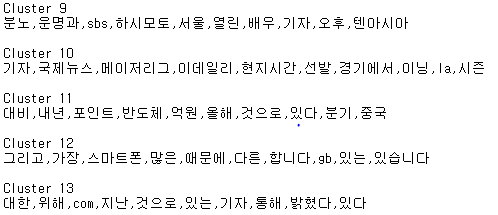 Cluster 9
분노,운명과,sbs,하시모토,서울,열린,배우,기자,오후,텐아시아
Cluster 10
기자,국제뉴스,메이저리그,이데일리,현지시간,선발,경기에서,이닝,la,시즌
Cluster 11
대비,내년,포인트,반도체,억원,올해,것으로,있다,분기,중국
Cluster 12
그리고,가장,스마트폰,많은,때문에,다른,합니다,gb,있는,있습니다
Cluster 13
대한,위해,com,지난,것으로,있는,기자,통해,밝혔다,있다